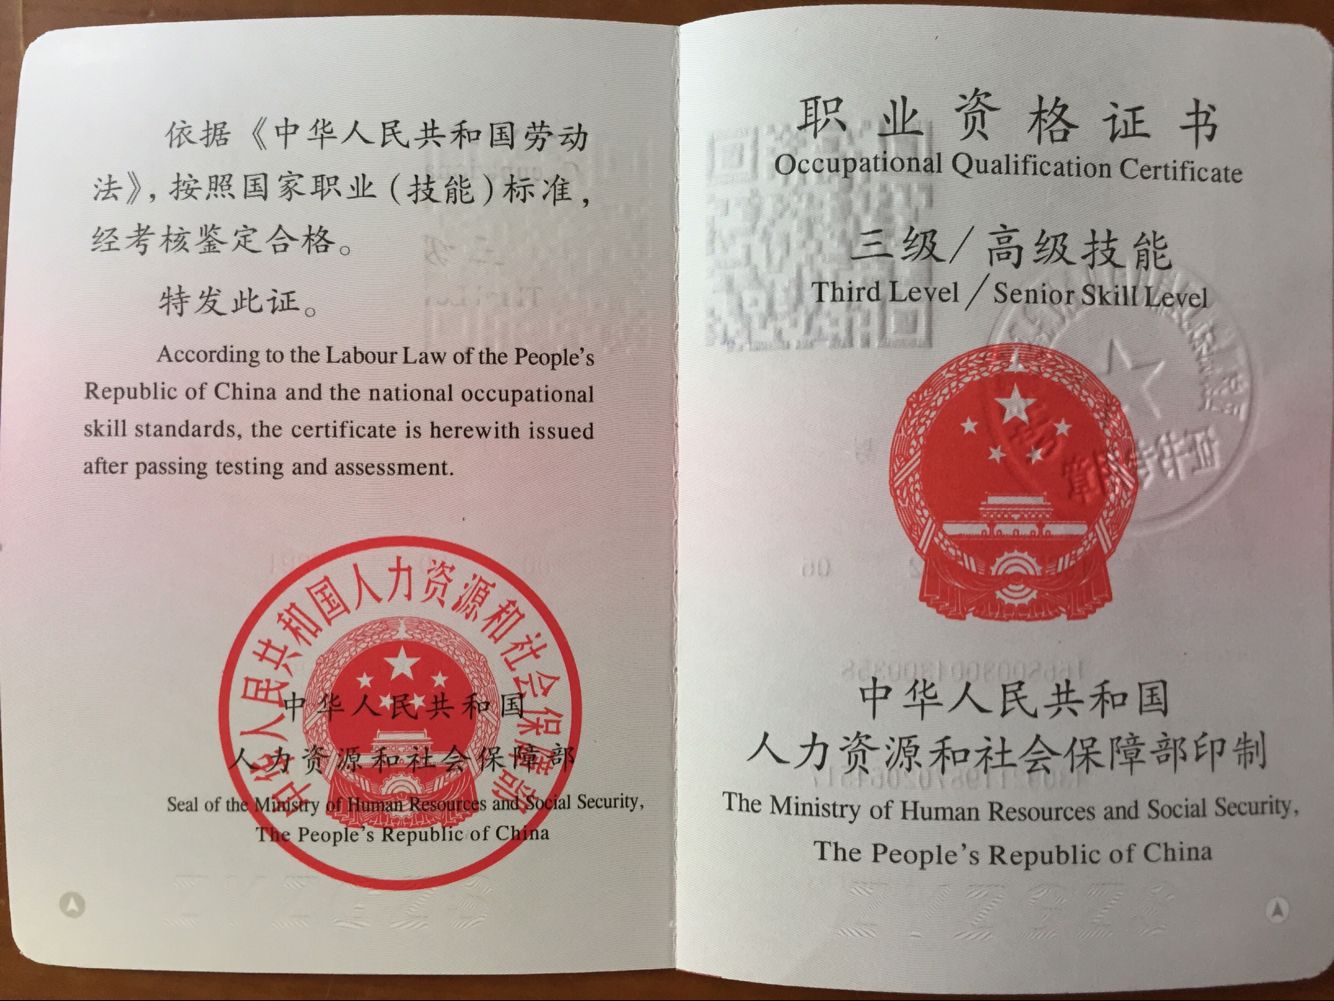 依据《中华人民共和国劳动
法》，按照国家职业（技能）标准，
经考核鉴定合格。
特发此证。
According to the Labour Law of the People's
Republic of China and the national occupational
skill standards, the certificate is herewith issued
after passing testing and assessment.
中华人民共和国人力资源和社会保障部
中华人民共和国
人力资源和社会保障部
Seal of the Ministry of Human Resources and Social Security,
The People's Republic of China
职业资格证书
Occupational Qualification Certificate
三级/高级技能
Third Level/Senior Skill Level
中华人民共和国
人力资源和社会保障部印制
The Ministry of Human Resources and Social Security,
The People's Republic of China